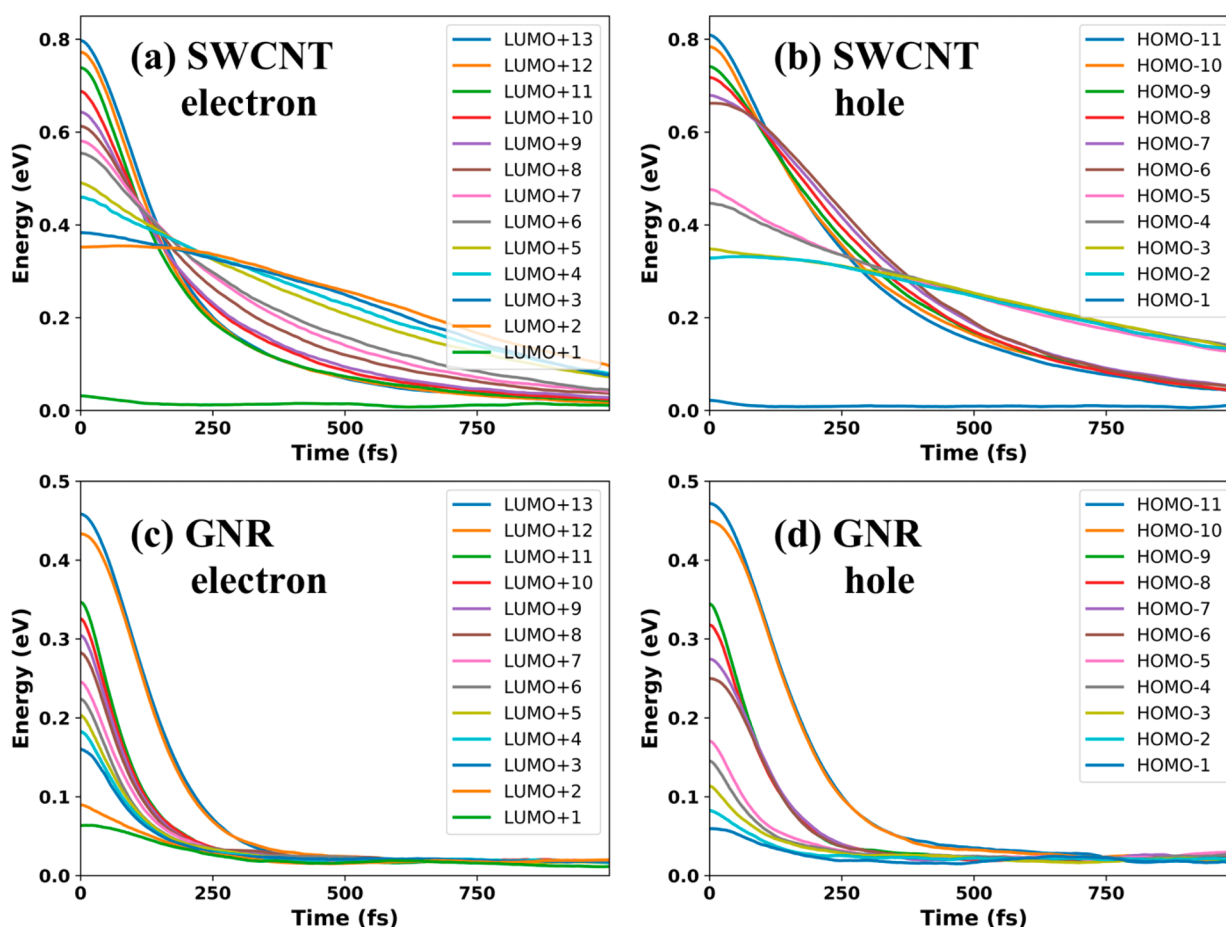 (a) SWCNT
electron
Energy (eV)
0.8
0.6
0.4
0.2
0.0
0
250
500
750
Time (fs)
LUMO+13
LUMO+12
LUMO+11
LUMO+10
LUMO+9
LUMO+8
LUMO+7
LUMO+6
LUMO+5
LUMO+4
LUMO+3
LUMO+2
LUMO+1
(b) SWCNT
hole
Energy (eV)
0.8
0.6
0.4
0.2
0.0
0
250
500
750
Time (fs)
HOMO-11
HOMO-10
HOMO-9
HOMO-8
HOMO-7
HOMO-6
HOMO-5
HOMO-4
HOMO-3
HOMO-2
HOMO-1
(c) GNR
electron
Energy (eV)
0.5
0.4
0.3
0.2
0.1
0.0
0
250
500
750
Time (fs)
LUMO+13
LUMO+12
LUMO+11
LUMO+10
LUMO+9
LUMO+8
LUMO+7
LUMO+6
LUMO+5
LUMO+4
LUMO+3
LUMO+2
LUMO+1
(d) GNR
hole
Energy (eV)
0.5
0.4
0.3
0.2
0.1
0.0
0
250
500
750
Time (fs)
HOMO-11
HOMO-10
HOMO-9
HOMO-8
HOMO-7
HOMO-6
HOMO-5
HOMO-4
HOMO-3
HOMO-2
HOMO-1